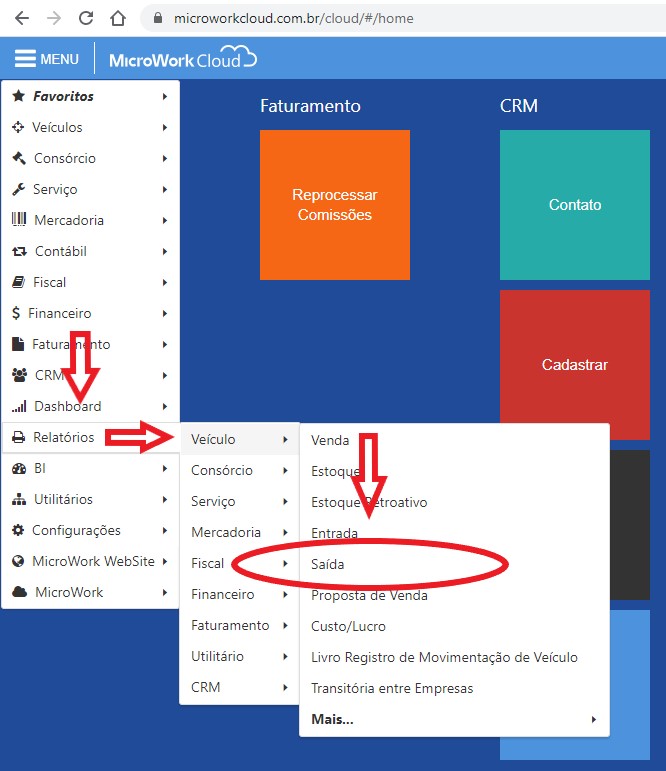 microworkcloud.com.br/cloud/#/home
MENU
MicroWork Cloud
Favoritos
Veículos
Consórcio
Serviço
Mercadoria
Contábil
Fiscal
Financeiro
Faturamento
CRM
Dashboard
Relatórios
BI
Utilitários
Configurações
MicroWork WebSite
MicroWork
Veículo
Consórcio
Serviço
Mercadoria
Fiscal
Financeiro
Faturamento
Utilitário
CRM
Venda
Estoque
Estoque Retroativo
Entrada
Saída
Proposta de Venda
Custo/Lucro
Livro Registro de Movimentação de Veículo
Transitória entre Empresas
Mais...
Faturamento
Reprocessar
Comissões
CRM
Contato
Cadastrar